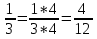 1/3 = 1*4/3*4 = 4/12